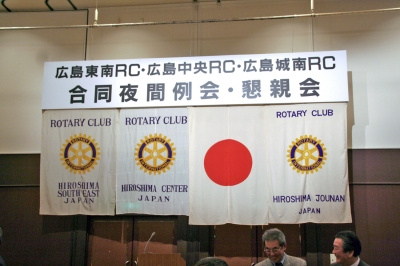 広島東南RC・広島中央RC・広島城南RC
合同夜間例会・懇親会
ROTARY CLUB
HIROSHIMA
SOUTH EAST
JAPAN
ROTARY CLUB
HIROSHIMA CENTER
JAPAN
ROTARY CLUB
HIROSHIMA JOUNAN
JAPAN